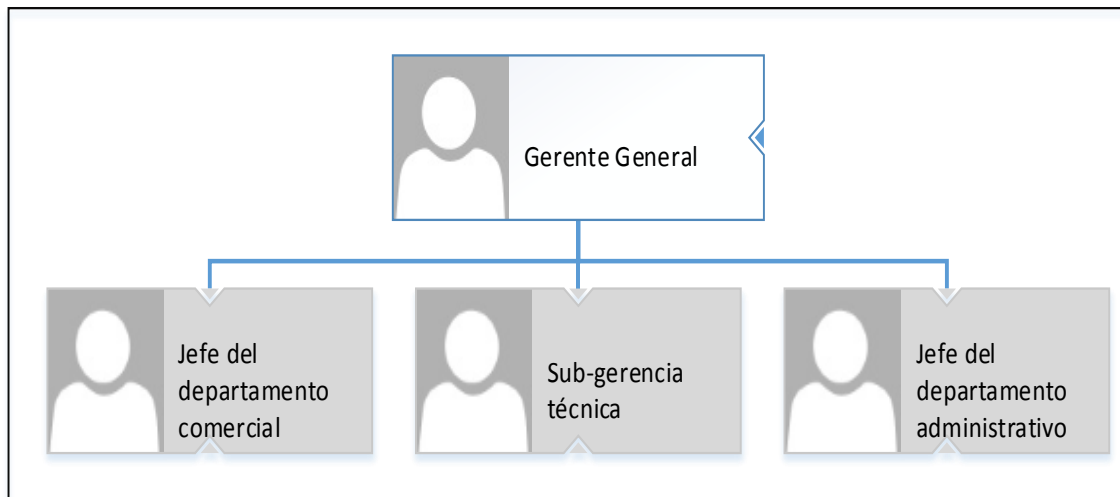 Gerente General
Jefe del
departamento
comercial
Sub-gerencia
técnica
Jefe del
departamento
administrativo